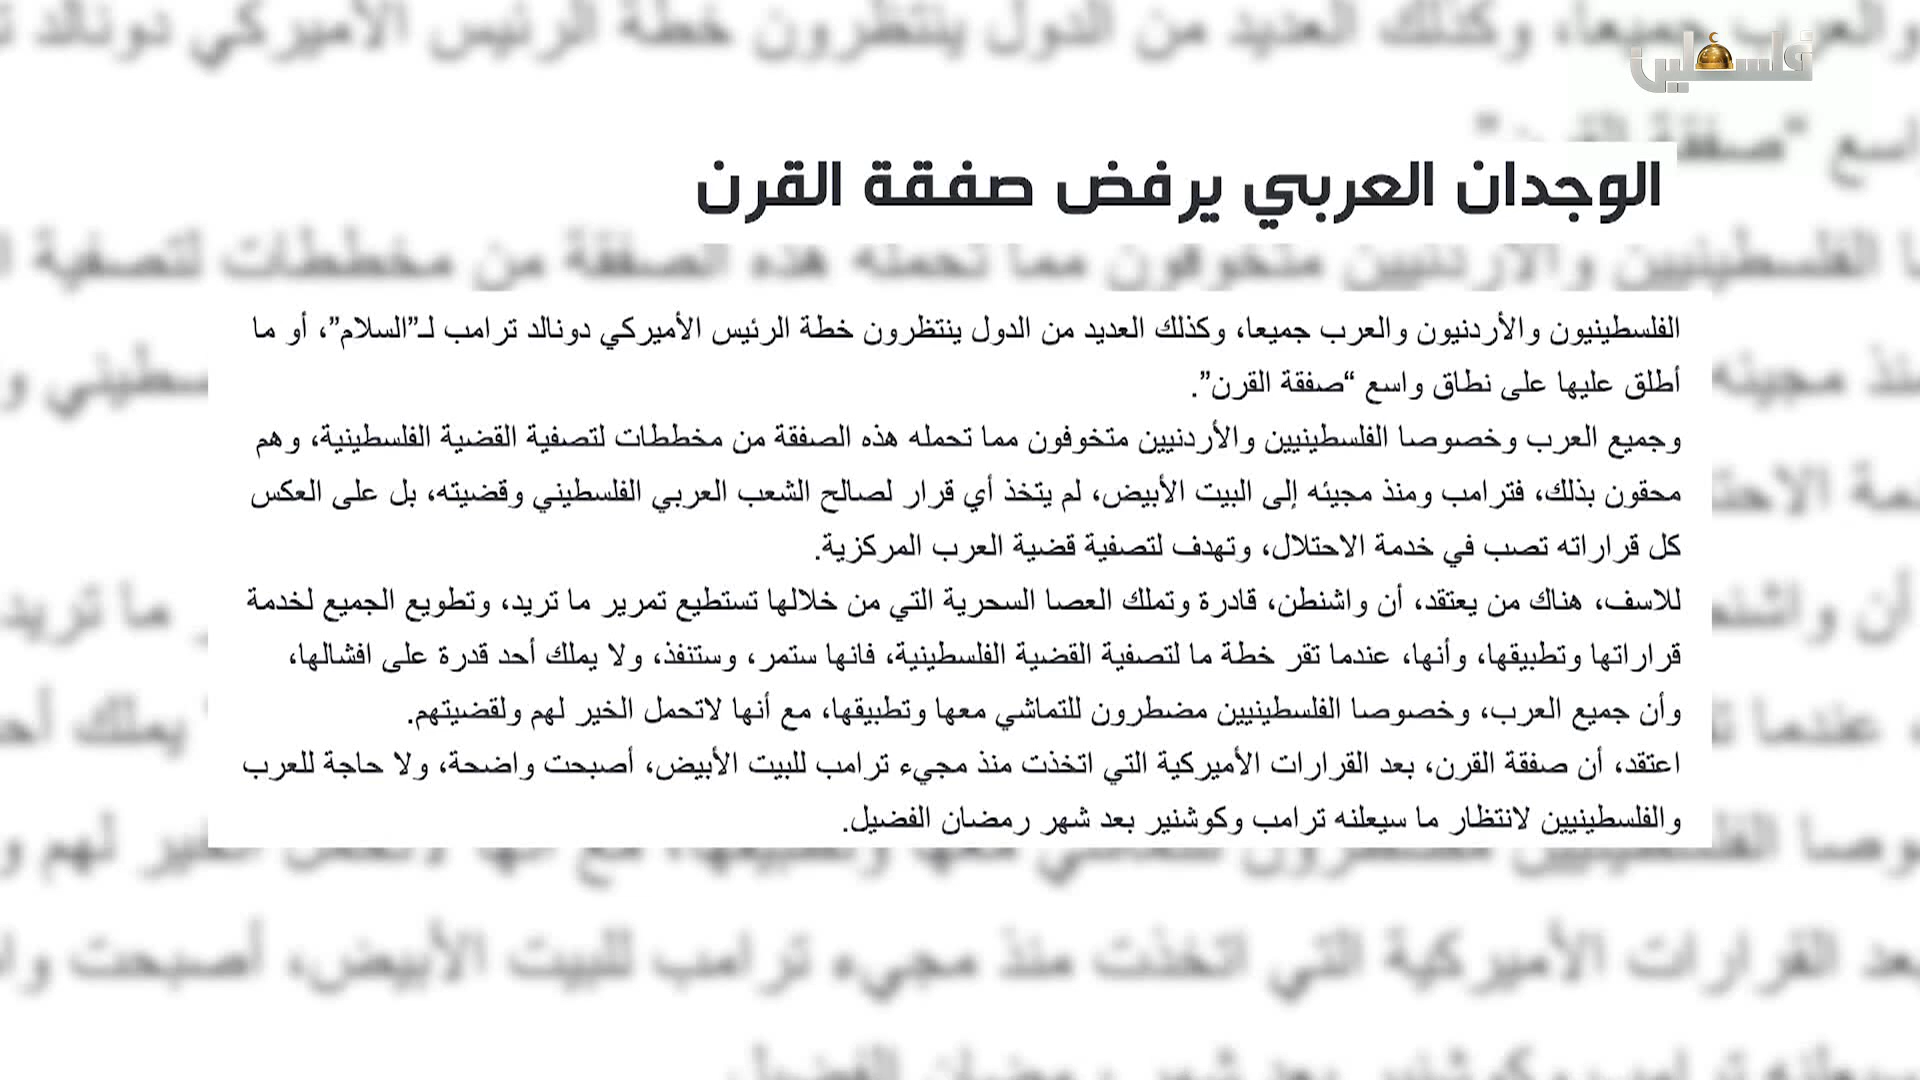 فلسطين
الوجدان العربي يرفض صفقة القرن
الفلسطينيون والأردنيون والعرب جميعا، وكذلك العديد من الدول ينتظرون خطة الرئيس الأميركي دونالد ترامب لـ”السلام”، أو ما
أطلق عليها على نطاق واسع “صفقة القرن”.
وجميع العرب وخصوصا الفلسطينيين والأردنيين متخوفون مما تحمله هذه الصفقة من مخططات لتصفية القضية الفلسطينية، وهم
محقون بذلك، فترامب ومنذ مجيئه إلى البيت الأبيض، لم يتخذ أي قرار لصالح الشعب العربي الفلسطيني وقضيته، بل على العكس
كل قراراته تصب في خدمة الاحتلال، وتهدف لتصفية قضية العرب المركزية.
للاسف، هناك من يعتقد، أن واشنطن، قادرة وتملك العصا السحرية التي من خلالها تستطيع تمرير ما تريد، وتطويع الجميع لخدمة
قراراتها وتطبيقها، وأنها، عندما تقر خطة ما لتصفية القضية الفلسطينية، فانها ستمر، وستنفذ، ولا يملك أحد قدرة على افشالها،
وأن جميع العرب، وخصوصا الفلسطينيين مضطرون للتماشي معها وتطبيقها، مع أنها لاتحمل الخير لهم ولقضيتهم.
اعتقد، أن صفقة القرن، بعد القرارات الأميركية التي اتخذت منذ مجيء ترامب للبيت الأبيض، أصبحت واضحة، ولا حاجة للعرب
والفلسطينيين لانتظار ما سيعلنه ترامب وكوشنير بعد شهر رمضان الفضيل.